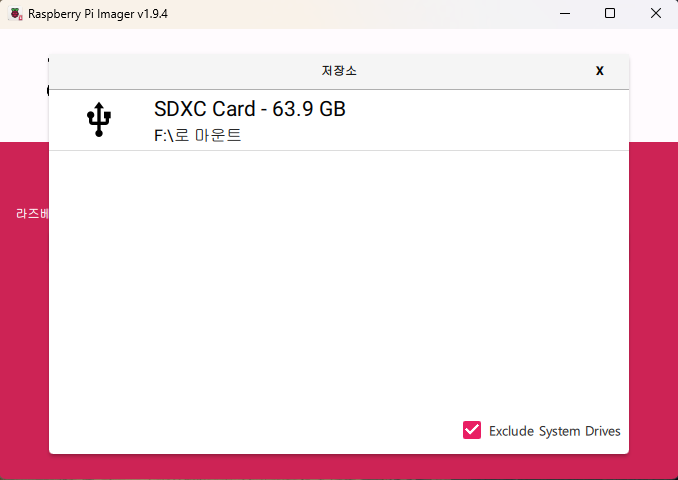 Raspberry Pi Imager v1.9.4
저장소
X
SDXC Card - 63.9 GB
F:\로 마운트
라즈베
Exclude System Drives